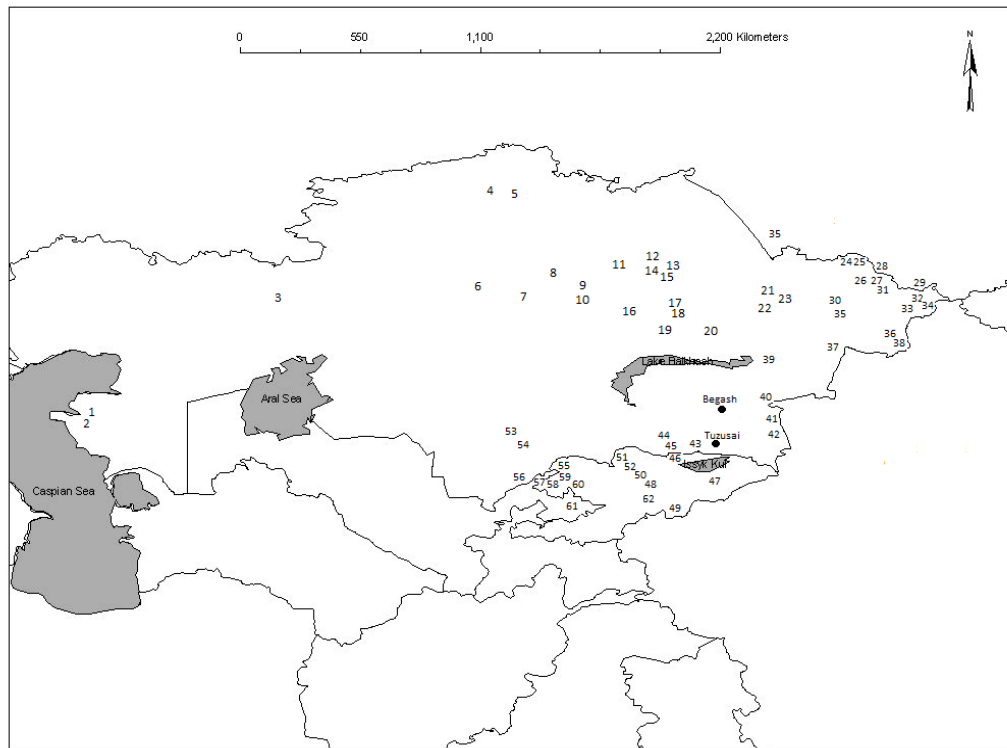 0 550 1,100 2,200 Kilometers
N
4 5
35
12
11 13
14
8 15
24 25 28
26 27 29
6 9 21 31
3 7 10 17 22 23 30 32
16 18 35 33 34
19 20 36
37 38
Lake Balkhash 39
Aral Sea Begash 40
1 41
2
53 44 Tuzusai 42
54 45 43
51 46 Issyk Kul
55 52
Caspian Sea 56 57 58 59 60 50 48 47
61 62 49